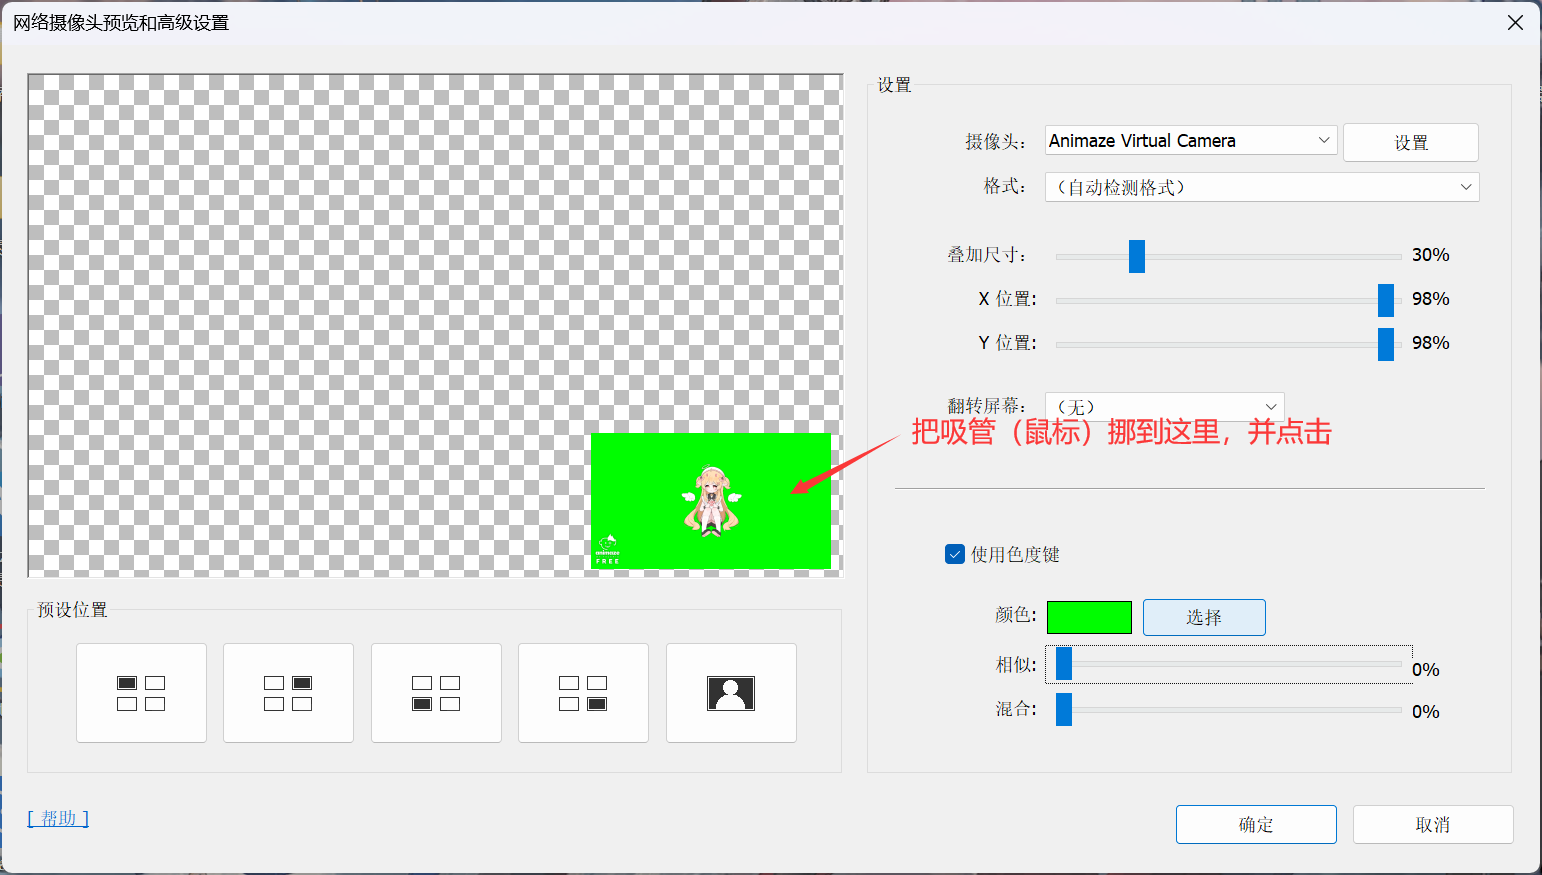 网络摄像头预览和高级设置
设置
摄像头:
Animaze Virtual Camera
设置
格式:
（自动检测格式）
叠加尺寸:
30%
X 位置:
98%
Y 位置:
98%
翻转屏幕:
（无）
把吸管（鼠标）挪到这里，并点击
animaze
FREE
使用色度键
颜色:
选择
相似:
0%
混合:
0%
预设位置
[ 帮助 ]
确定
取消